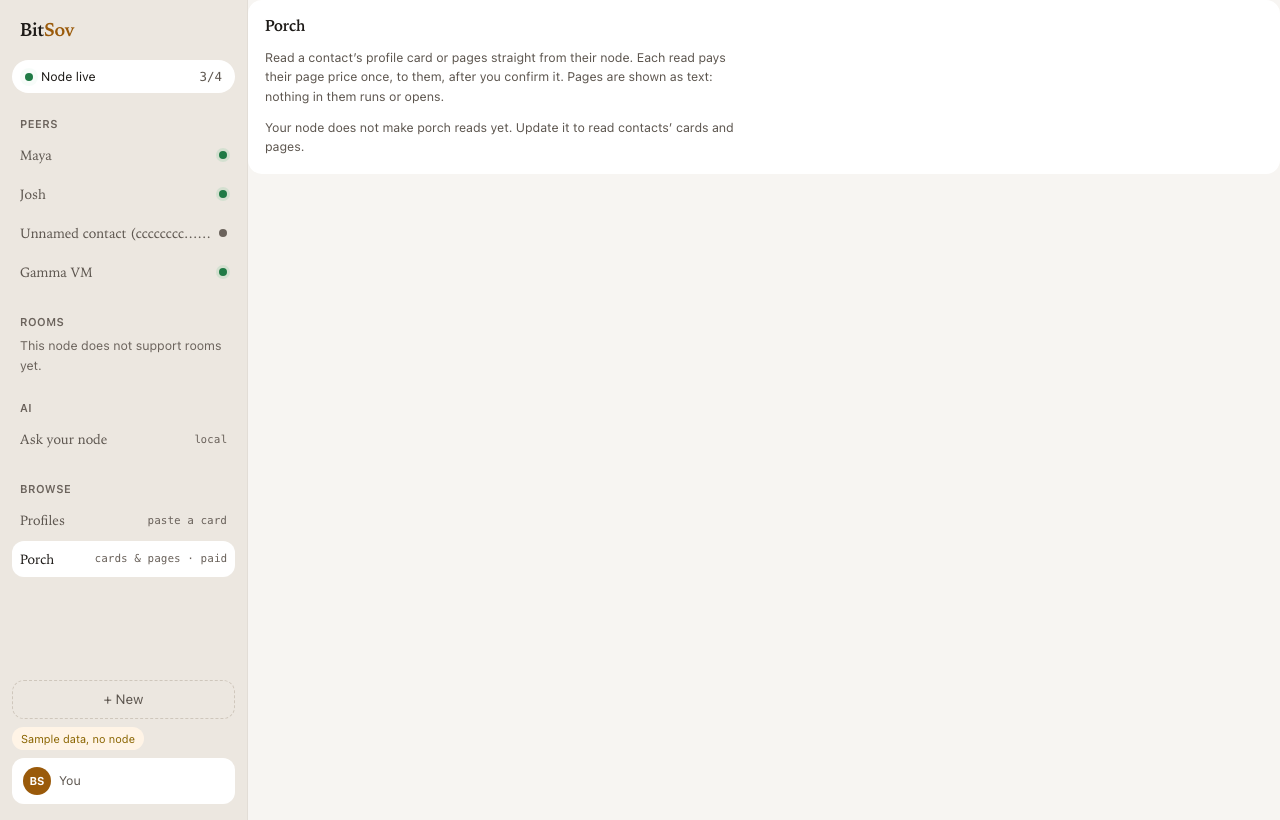 BitSov
Node live 3/4
PEERS
Maya
Josh
Unnamed contact (cccccccc……
Gamma VM
ROOMS
This node does not support rooms
yet.
AI
Ask your node local
BROWSE
Profiles paste a card
Porch cards & pages · paid
+ New
Sample data, no node
BS You
Porch
Read a contact’s profile card or pages straight from their node. Each read pays
their page price once, to them, after you confirm it. Pages are shown as text:
nothing in them runs or opens.
Your node does not make porch reads yet. Update it to read contacts’ cards and
pages.